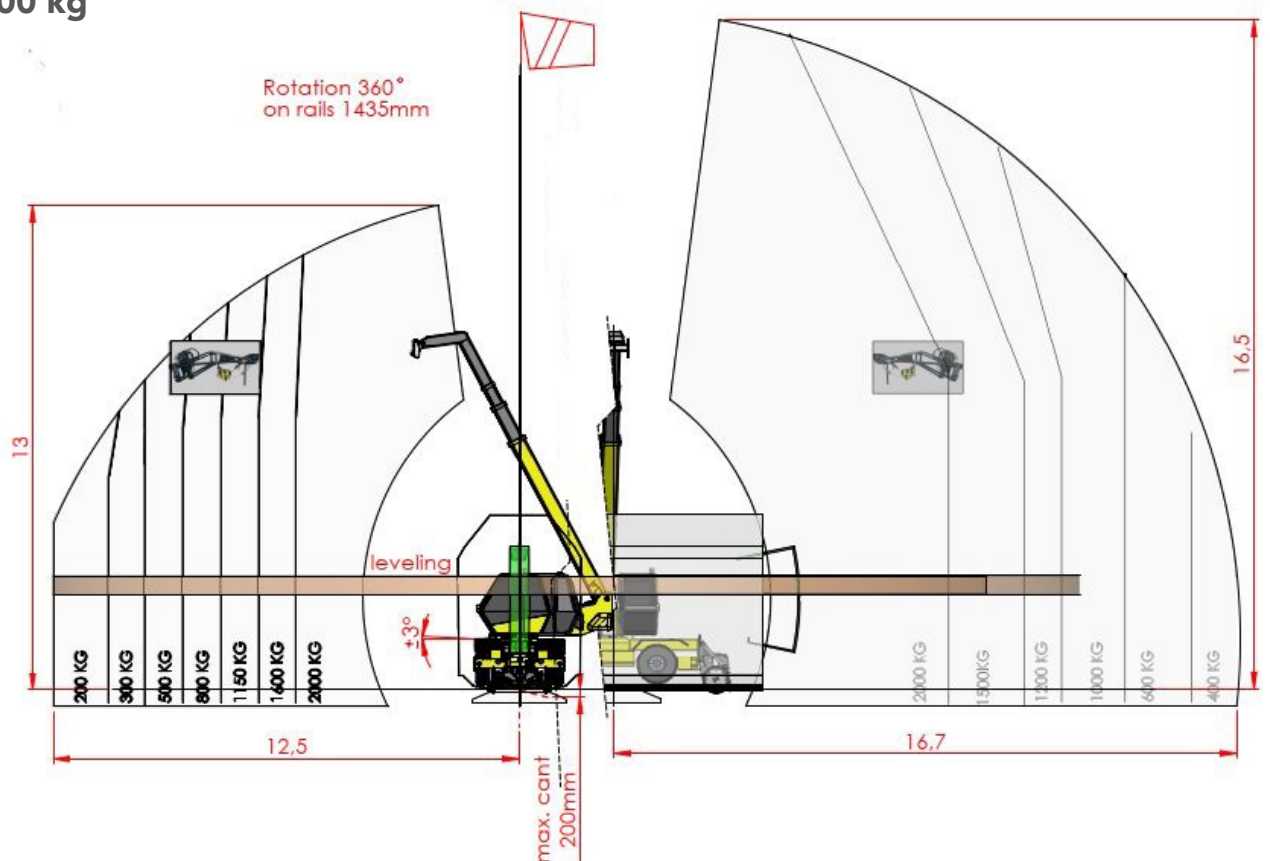 00 kg
Rotation 360°
on rails 1435mm
13
16,5
leveling
±3°
200 KG
300 KG
500 KG
800 KG
1150 KG
1600 KG
2000 KG
2000 KG
1500KG
1200 KG
1000 KG
600 KG
400 KG
12,5
16,7
max. cant
200mm